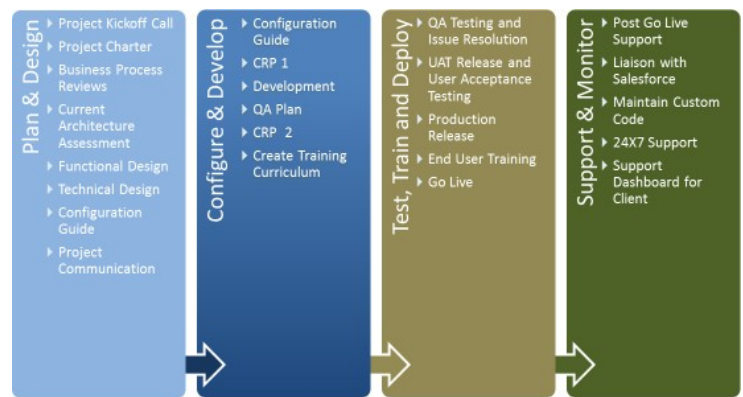 Plan & Design
Project Kickoff Call
Project Charter
Business Process
Reviews
Current
Architecture
Assessment
Functional Design
Technical Design
Configuration
Guide
Project
Communication
Configure & Develop
Configuration
Guide
CRP 1
Development
QA Plan
CRP 2
Create Training
Curriculum
Test, Train and Deploy
QA Testing and
Issue Resolution
UAT Release and
User Acceptance
Testing
Production
Release
End User Training
Go Live
Support & Monitor
Post Go Live
Support
Liaison with
Salesforce
Maintain Custom
Code
24X7 Support
Support
Dashboard for
Client